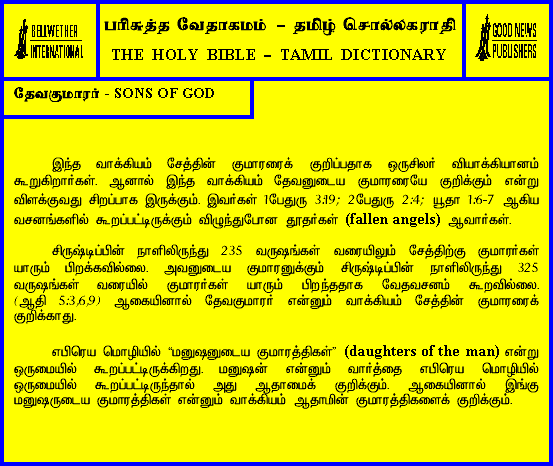 BELLWETHER
INTERNATIONAL
பரிசுத்த வேதாகமம் – தமிழ் சொல்லகராதி
THE HOLY BIBLE – TAMIL DICTIONARY
GOOD NEWS
PUBLISHERS
தேவகுமாரர் - SONS OF GOD
இந்த வாக்கியம் சேத்தின் குமாரரைக் குறிப்பதாக ஒருசிலர் வியாக்கியானம்
கூறுகிறார்கள். ஆனால் இந்த வாக்கியம் தேவனுடைய குமாரரையே குறிக்கும் என்று
விளக்குவது சிறப்பாக இருக்கும். இவர்கள் 1பேதுரு 3:19; 2பேதுரு 2:4; யூதா 1:6-7 ஆகிய
வசனங்களில் கூறப்பட்டிருக்கும் விழுந்துபோன தூதர்கள் (fallen angels) ஆவார்கள்.
சிருஷ்டிப்பின் நாளிலிருந்து 235 வருஷங்கள் வரையிலும் சேத்திற்கு குமாரர்கள்
யாரும் பிறக்கவில்லை. அவனுடைய குமாரனுக்கும் சிருஷ்டிப்பின் நாளிலிருந்து 325
வருஷங்கள் வரையில் குமாரர்கள் யாரும் பிறந்ததாக வேதவசனம் கூறவில்லை.
(ஆதி 5:3,6,9) ஆகையினால் தேவகுமாரர் என்னும் வாக்கியம் சேத்தின் குமாரரைக்
குறிக்காது.
எபிரெய மொழியில் “மனுஷனுடைய குமாரத்திகள்” (daughters of the man) என்று
ஒருமையில் கூறப்பட்டிருக்கிறது. மனுஷன் என்னும் வார்த்தை எபிரெய மொழியில்
ஒருமையில் கூறப்பட்டிருந்தால் அது ஆதாமைக் குறிக்கும். ஆகையினால் இங்கு
மனுஷருடைய குமாரத்திகள் என்னும் வாக்கியம் ஆதாமின் குமாரத்திகளைக் குறிக்கும்.